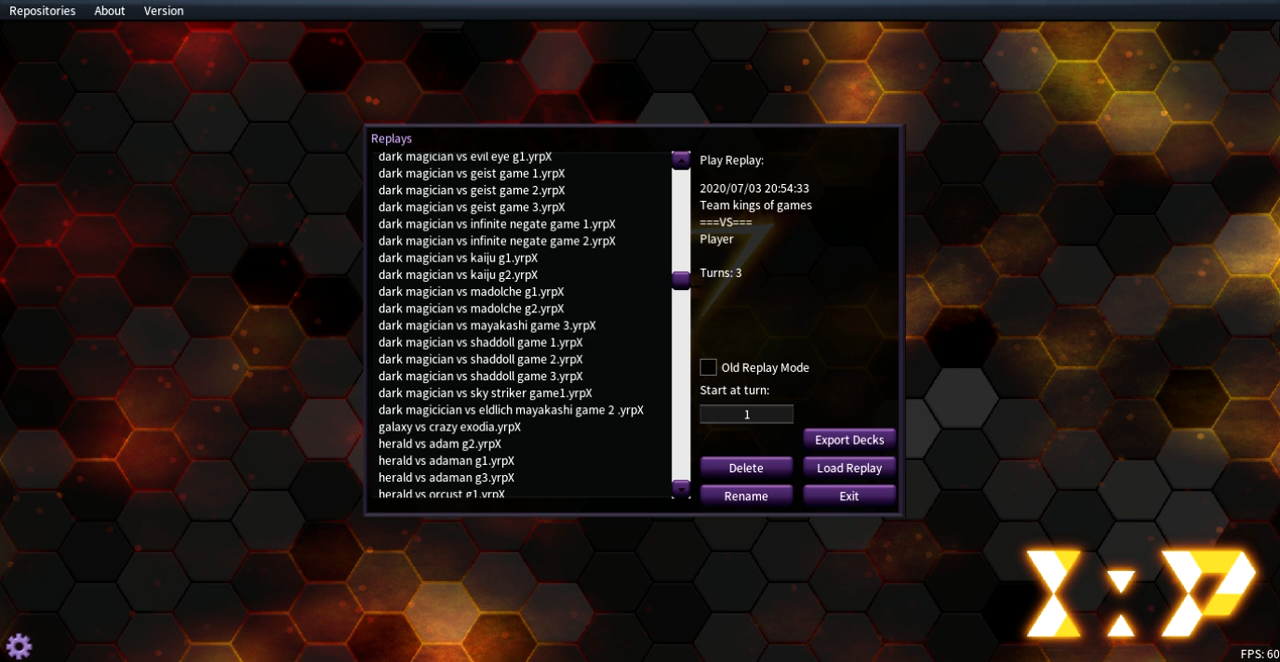 Repositories About Version
Replays
dark magician vs evil eye g1.yrpX
dark magician vs geist game 1.yrpX
dark magician vs geist game 2.yrpX
dark magician vs geist game 3.yrpX
dark magician vs infinite negate game 1.yrpX
dark magician vs infinite negate game 2.yrpX
dark magician vs kaiju g1.yrpX
dark magician vs kaiju g2.yrpX
dark magician vs madolche g1.yrpX
dark magician vs madolche g2.yrpX
dark magician vs mayakashi game 3.yrpX
dark magician vs shaddoll game 1.yrpX
dark magician vs shaddoll game 2.yrpX
dark magician vs shaddoll game 3.yrpX
dark magician vs sky striker game1.yrpX
dark magicician vs eldlich mayakashi game 2 .yrpX
galaxy vs crazy exodia.yrpX
herald vs adam g2.yrpX
herald vs adaman g1.yrpX
herald vs adaman g3.yrpX
herald vs orcust g1.yrpX
Play Replay:
2020/07/03 20:54:33
Team kings of games
===VS===
Player
Turns: 3
Old Replay Mode
Start at turn:
1
Export Decks
Delete Load Replay
Rename Exit
X:P
FPS: 60